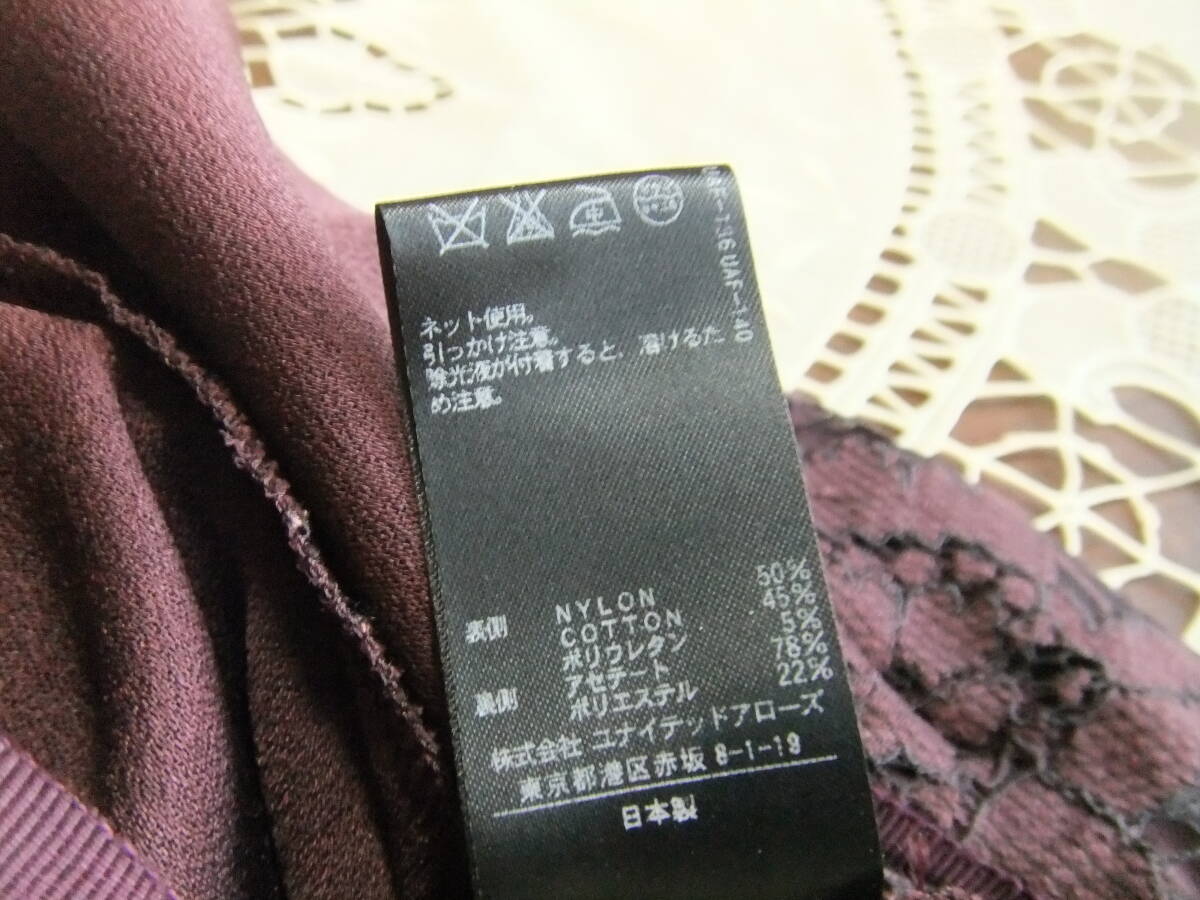 中
ネット使用。
引っかけ注意。
除光液が付着すると、溶けるた
め注意。
表側 NYLON 50%
COTTON 45%
ポリウレタン 5%
裏側 アセテート 78%
ポリエステル 22%
株式会社 ユナイテッドアローズ
東京都港区赤坂 8-1-19
日本製